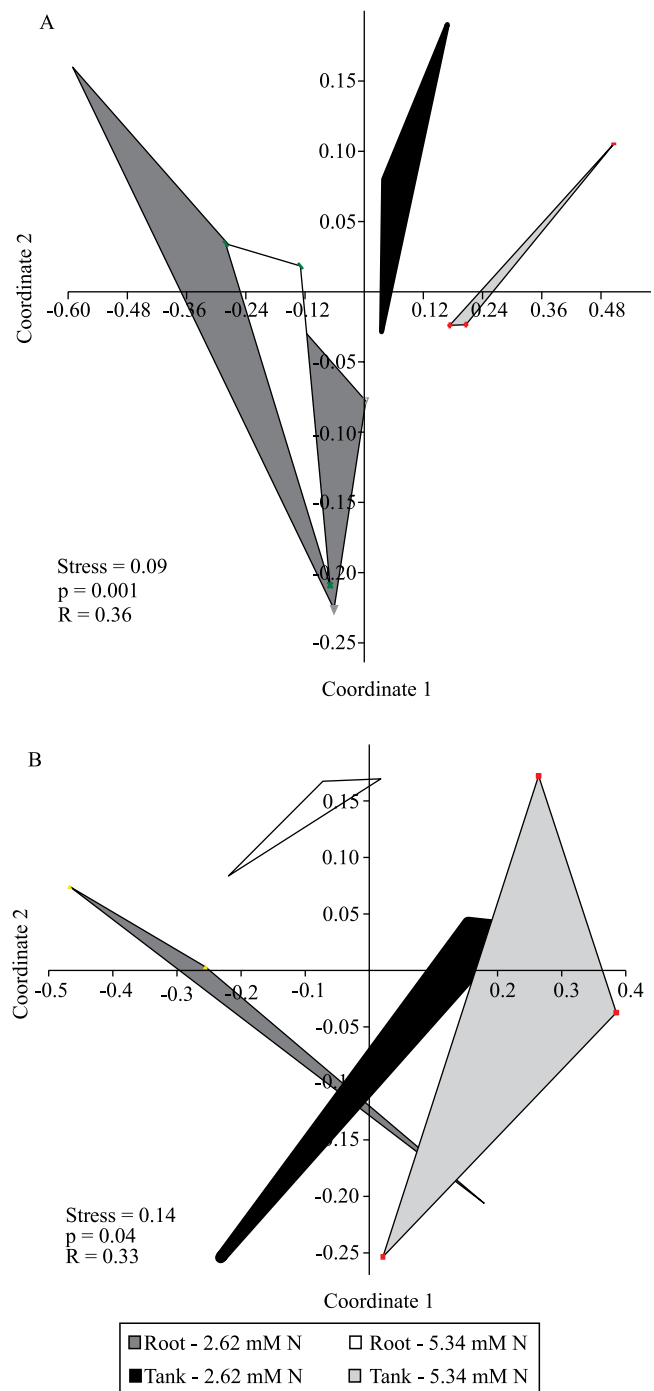 A
0.15
0.10
0.05
Coordinate 2
-0.60 -0.48 -0.36 -0.24 -0.12 0.12 0.24 0.36 0.48
-0.05
-0.10
-0.15
-0.20
-0.25
Stress = 0.09
p = 0.001
R = 0.36
Coordinate 1
B
0.15
0.10
0.05
Coordinate 2
-0.5 -0.4 -0.3 -0.2 -0.1 0.2 0.3 0.4
-0.05
-0.15
-0.20
-0.25
Stress = 0.14
p = 0.04
R = 0.33
Coordinate 1
Root - 2.62 mM N Root - 5.34 mM N
Tank - 2.62 mM N Tank - 5.34 mM N